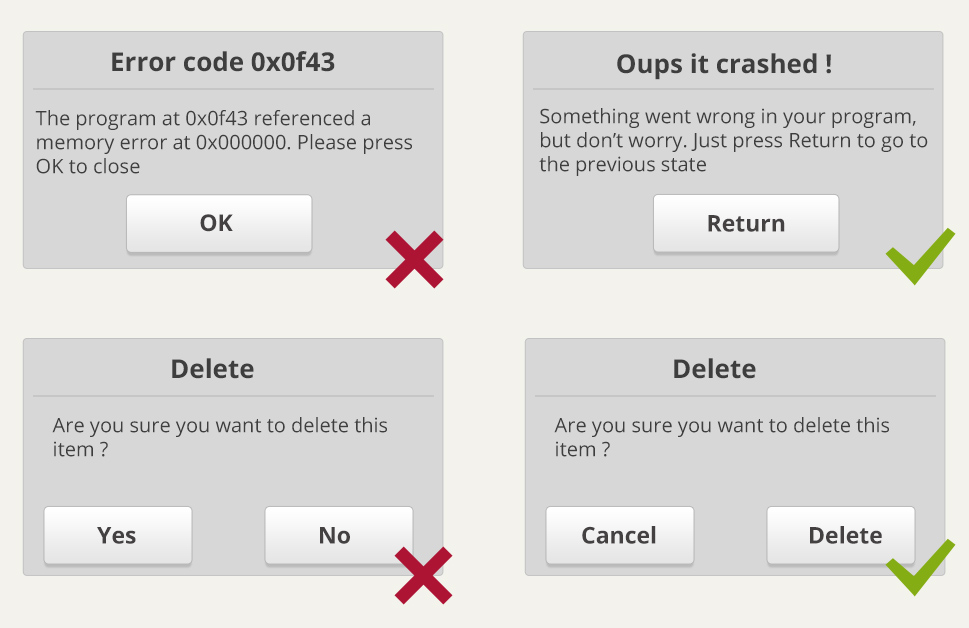 Error code 0x0f43
The program at 0x0f43 referenced a
memory error at 0x000000. Please press
OK to close
OK
Oups it crashed !
Something went wrong in your program,
but don’t worry. Just press Return to go to
the previous state
Return
Delete
Are you sure you want to delete this
item ?
Yes
No
Delete
Are you sure you want to delete this
item ?
Cancel
Delete